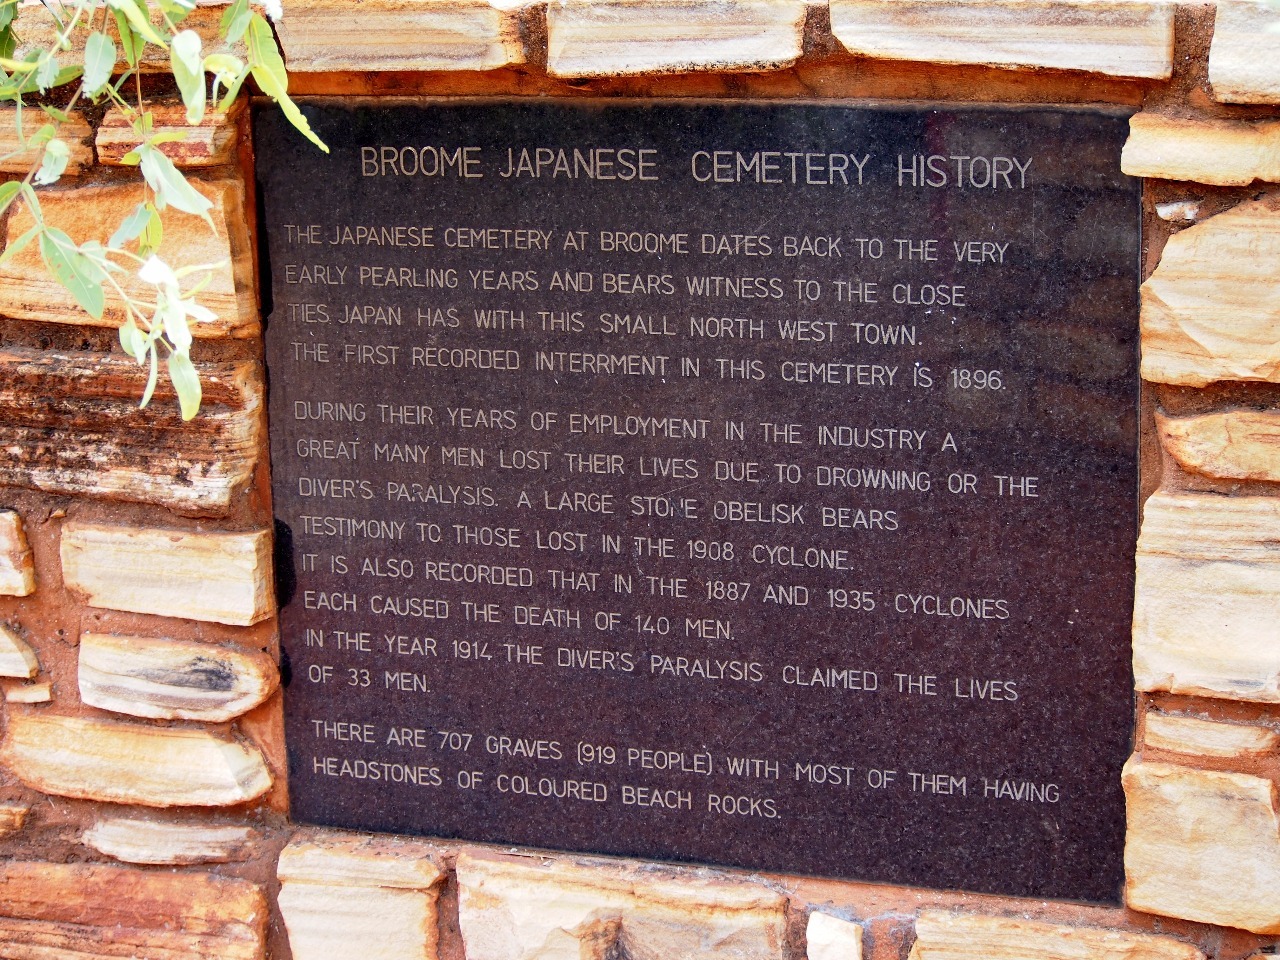 BROOME JAPANESE CEMETERY HISTORY
THE JAPANESE CEMETERY AT BROOME DATES BACK TO THE VERY
EARLY PEARLING YEARS AND BEARS WITNESS TO THE CLOSE
TIES JAPAN HAS WITH THIS SMALL NORTH WEST TOWN.
THE FIRST RECORDED INTERRMENT IN THIS CEMETERY IS 1896.
DURING THEIR YEARS OF EMPLOYMENT IN THE INDUSTRY A
GREAT MANY MEN LOST THEIR LIVES DUE TO DROWNING OR THE
DIVER'S PARALYSIS. A LARGE STONE OBELISK BEARS
TESTIMONY TO THOSE LOST IN THE 1908 CYCLONE.
IT IS ALSO RECORDED THAT IN THE 1887 AND 1935 CYCLONES
EACH CAUSED THE DEATH OF 140 MEN.
IN THE YEAR 1914 THE DIVER'S PARALYSIS CLAIMED THE LIVES
OF 33 MEN.
THERE ARE 707 GRAVES (919 PEOPLE) WITH MOST OF THEM HAVING
HEADSTONES OF COLOURED BEACH ROCKS.